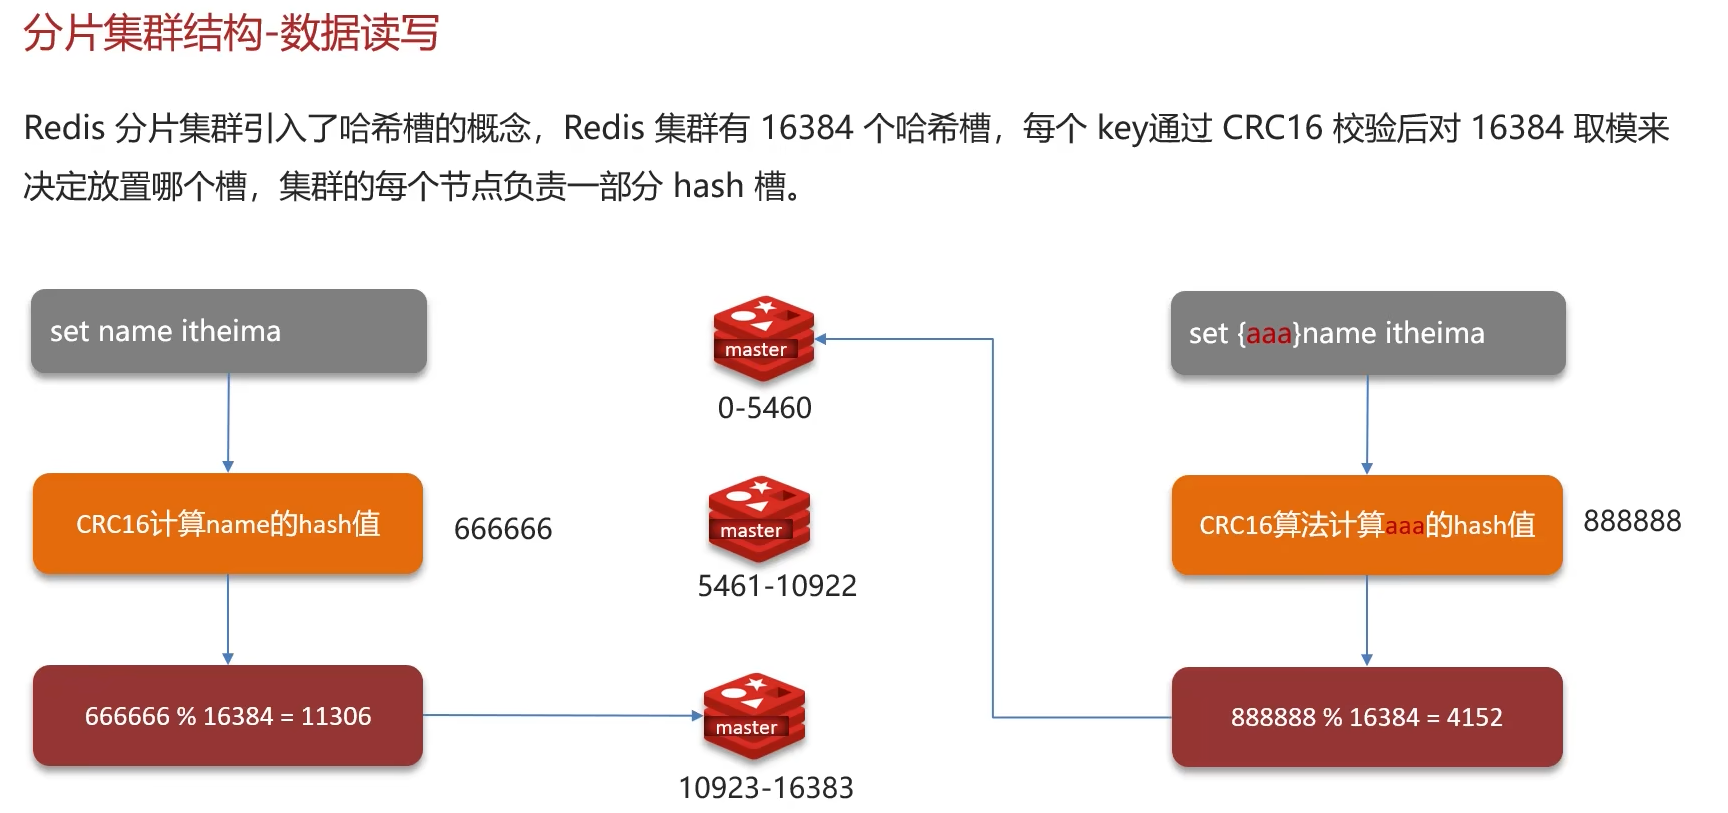 分片集群结构-数据读写
Redis 分片集群引入了哈希槽的概念，Redis 集群有 16384 个哈希槽，每个 key通过 CRC16 校验后对 16384 取模来
决定放置哪个槽，集群的每个节点负责一部分 hash 槽。
set name itheima
CRC16计算name的hash值
666666
666666 % 16384 = 11306
master
0-5460
master
5461-10922
master
10923-16383
set {aaa}name itheima
CRC16算法计算aaa的hash值
888888
888888 % 16384 = 4152